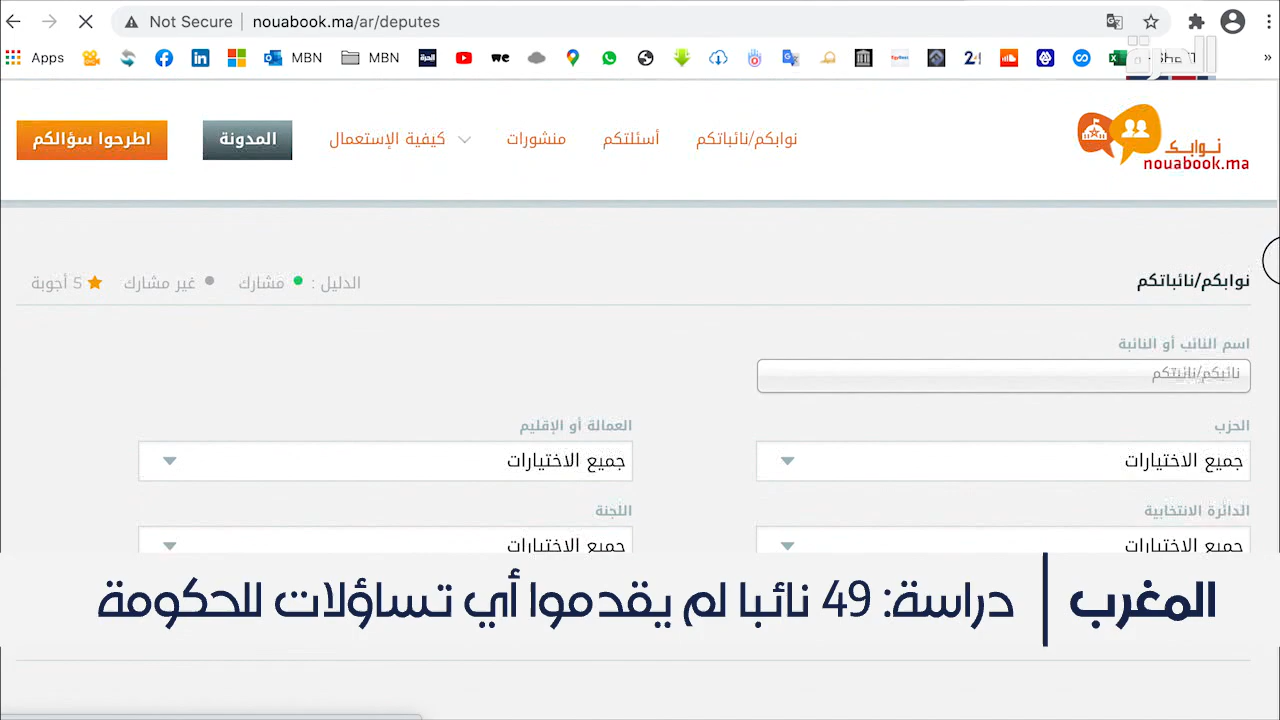 Not Secure | nouabook.ma/ar/deputes
Apps MBN MBN
الحرة
نوابكم/نائباتكم أسئلتكم منشورات كيفية الإستعمال المدونة اطرحوا سؤالكم
نوابك
nouabook.ma
نوابكم/نائباتكم
الدليل : مشارك غير مشارك 5 أجوبة
اسم النائب أو النائبة
نائبكم/نائبتكم
الحزب العمالة أو الإقليم
جميع الاختيارات جميع الاختيارات
الدائرة الانتخابية اللجنة
جميع الاختيارات جميع الاختيارات
المغرب | دراسة: 49 نائبا لم يقدموا أي تساؤلات للحكومة